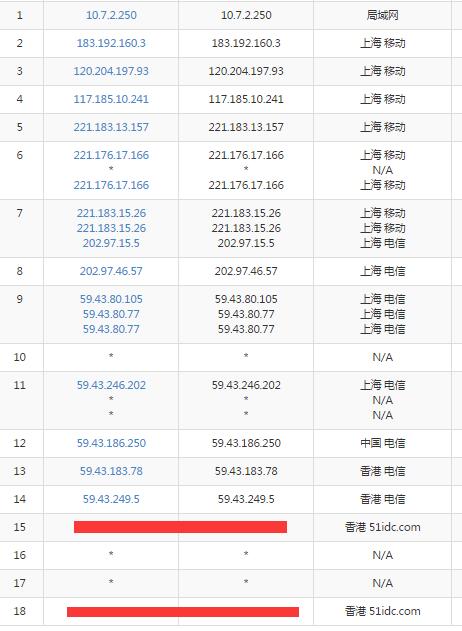 1 10.7.2.250 10.7.2.250 局域网
2 183.192.160.3 183.192.160.3 上海 移动
3 120.204.197.93 120.204.197.93 上海 移动
4 117.185.10.241 117.185.10.241 上海 移动
5 221.183.13.157 221.183.13.157 上海 移动
6 221.176.17.166 221.176.17.166 上海 移动
* * N/A
221.176.17.166 221.176.17.166 上海 移动
7 221.183.15.26 221.183.15.26 上海 移动
221.183.15.26 221.183.15.26 上海 移动
202.97.15.5 202.97.15.5 上海 电信
8 202.97.46.57 202.97.46.57 上海 电信
9 59.43.80.105 59.43.80.105 上海 电信
59.43.80.77 59.43.80.77 上海 电信
59.43.80.77 59.43.80.77 上海 电信
10 * * N/A
11 59.43.246.202 59.43.246.202 上海 电信
* * N/A
* * N/A
12 59.43.186.250 59.43.186.250 中国 电信
13 59.43.183.78 59.43.183.78 香港 电信
14 59.43.249.5 59.43.249.5 香港 电信
15 香港 51idc.com
16 * * N/A
17 * * N/A
18 香港 51idc.com